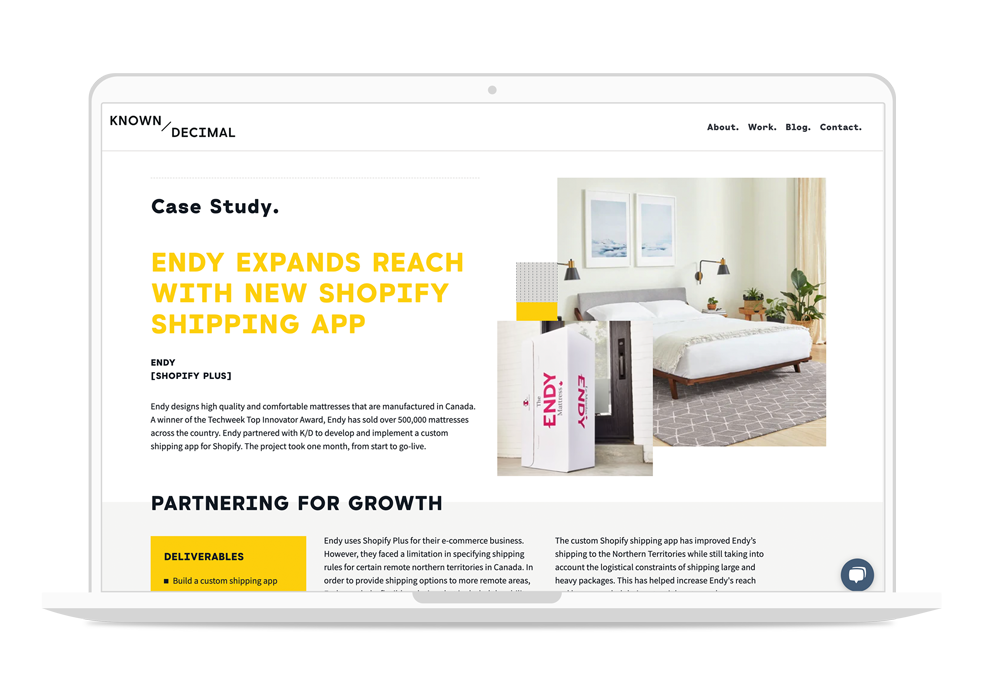 KNOWN
DECIMAL
About. Work. Blog. Contact.
Case Study.
ENDY EXPANDS REACH
WITH NEW SHOPIFY
SHIPPING APP
ENDY
[SHOPIFY PLUS]
Endy designs high quality and comfortable mattresses that are manufactured in Canada.
A winner of the Techweek Top Innovator Award, Endy has sold over 500,000 mattresses
across the country. Endy partnered with K/D to develop and implement a custom
shipping app for Shopify. The project took one month, from start to go-live.
The
ENDY
Mattress
ENDY
PARTNERING FOR GROWTH
DELIVERABLES
Build a custom shipping app
Endy uses Shopify Plus for their e-commerce business.
However, they faced a limitation in specifying shipping
rules for certain remote northern territories in Canada. In
order to provide shipping options to more remote areas,
The custom Shopify shipping app has improved Endy's
shipping to the Northern Territories while still taking into
account the logistical constraints of shipping large and
heavy packages. This has helped increase Endy's reach